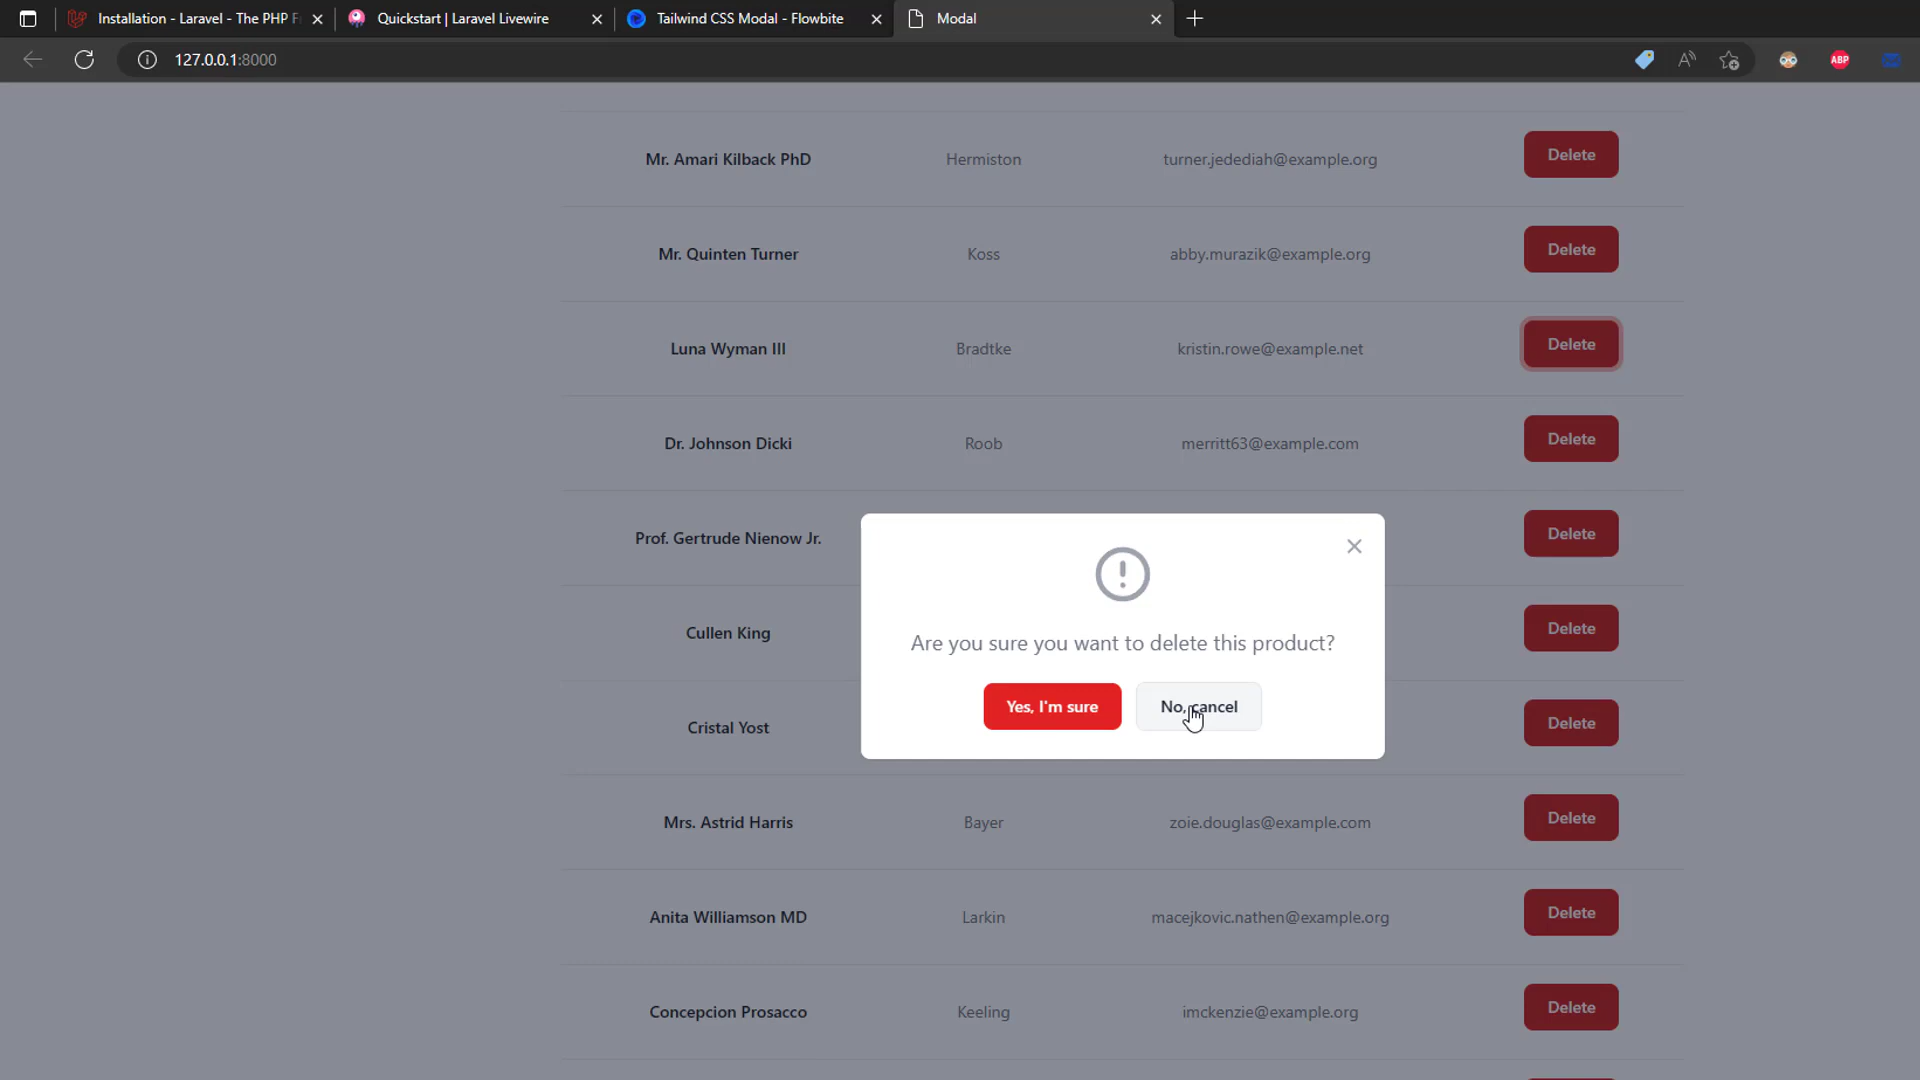 Installation - Laravel - The PHP F
Quickstart | Laravel Livewire
Tailwind CSS Modal - Flowbite
Modal
127.0.0.1:8000
ABP
Mr. Amari Kilback PhD Hermiston turner.jedediah@example.org Delete
Mr. Quinten Turner Koss abby.murazik@example.org Delete
Luna Wyman III Bradtke kristin.rowe@example.net Delete
Dr. Johnson Dicki Roob merritt63@example.com Delete
Prof. Gertrude Nienow Jr. Delete
Are you sure you want to delete this product?
Yes, I'm sure
No, cancel
Cullen King Delete
Cristal Yost Delete
Mrs. Astrid Harris Bayer zoie.douglas@example.com Delete
Anita Williamson MD Larkin macejkovic.nathen@example.org Delete
Concepcion Prosacco Keeling imckenzie@example.org Delete